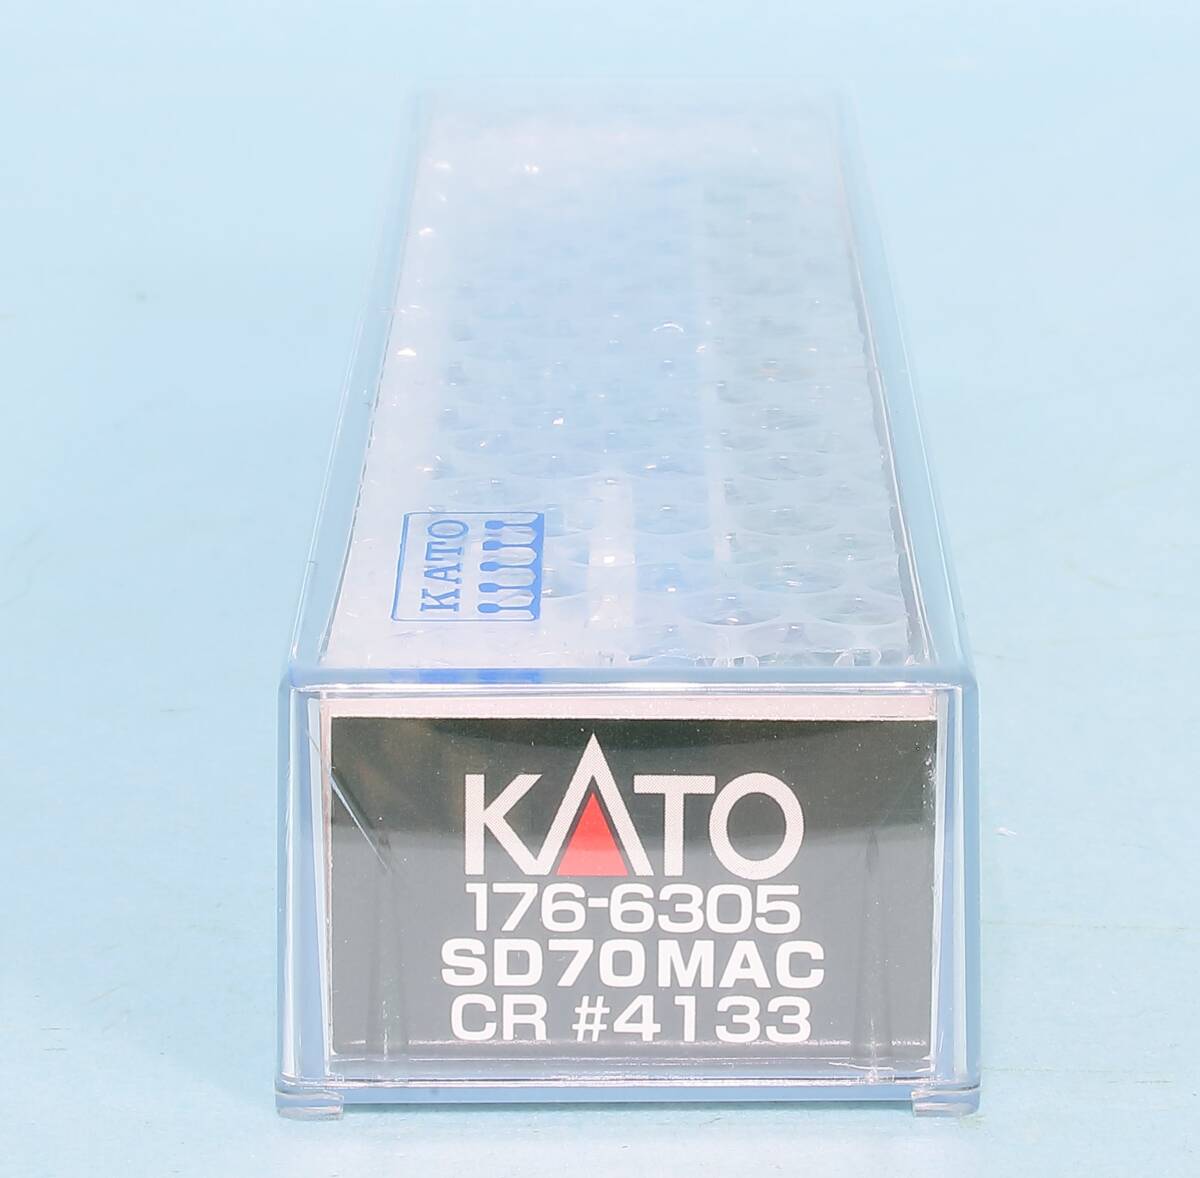 KATO
KATO
176-6305
SD70MAC
CR #4133